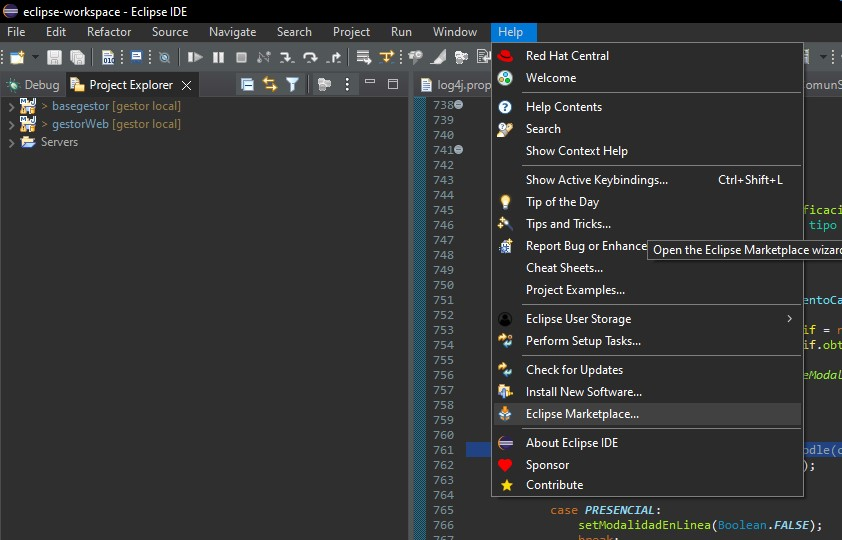 eclipse-workspace - Eclipse IDE
File Edit Refactor Source Navigate Search Project Run Window Help
Debug Project Explorer
log4j.prop
omunS
> basegestor [gestor local]
> gestorWeb [gestor local]
Servers
Red Hat Central
Welcome
Help Contents
Search
Show Context Help
Show Active Keybindings... Ctrl+Shift+L
Tip of the Day
Tips and Tricks...
Report Bug or Enhance
Open the Eclipse Marketplace wizard
Cheat Sheets...
Project Examples...
Eclipse User Storage
Perform Setup Tasks...
Check for Updates
Install New Software...
Eclipse Marketplace...
About Eclipse IDE
Sponsor
Contribute
738
739
740
741
742
743
744
745 ficaci
746 tipo
747
748
749
750
751 entoCa
752
753 if = n
754 if.obt
755
756 eModal
757
758
759
760
761 odle(c
762 );
763
764
765 case PRESENCIAL:
766 setModalidadEnLinea(Boolean.FALSE);
767 break;